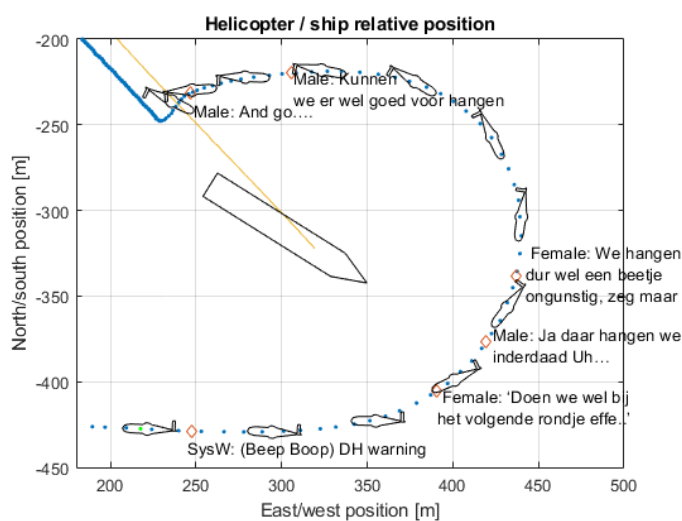 Helicopter / ship relative position
-200
Male: Kunnen
we er wel goed voor hangen
Male: And go….
-250
-300
Female: We hangen
dur wel een beetje
ongunstig, zeg maar
-350
Male: Ja daar hangen we
inderdaad Uh…
-400
Female: ‘Doen we wel bij
het volgende rondje effe..’
SysW: (Beep Boop) DH warning
-450
200 250 300 350 400 450 500
East/west position [m]
North/south position [m]